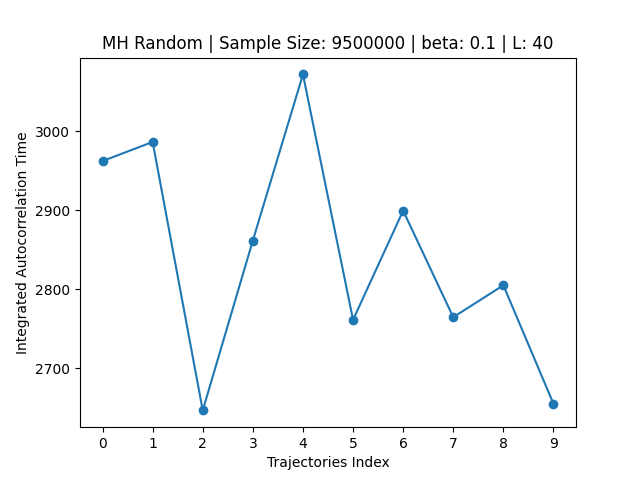 MH Random | Sample Size: 9500000 | beta: 0.1 | L: 40
Integrated Autocorrelation Time
3000
2900
2800
2700
0 1 2 3 4 5 6 7 8 9
Trajectories Index